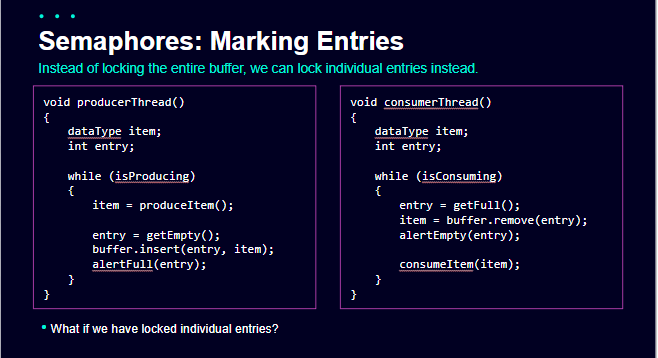 Semaphores: Marking Entries
Instead of locking the entire buffer, we can lock individual entries instead.
void producerThread()
{
    dataType item;
    int entry;

    while (isProducing)
    {
        item = produceItem();

        entry = getEmpty();
        buffer.insert(entry, item);
        alertFull(entry);
    }
}
void consumerThread()
{
    dataType item;
    int entry;

    while (isConsuming)
    {
        entry = getFull();
        item = buffer.remove(entry);
        alertEmpty(entry);

        consumeItem(item);
    }
}
• What if we have locked individual entries?